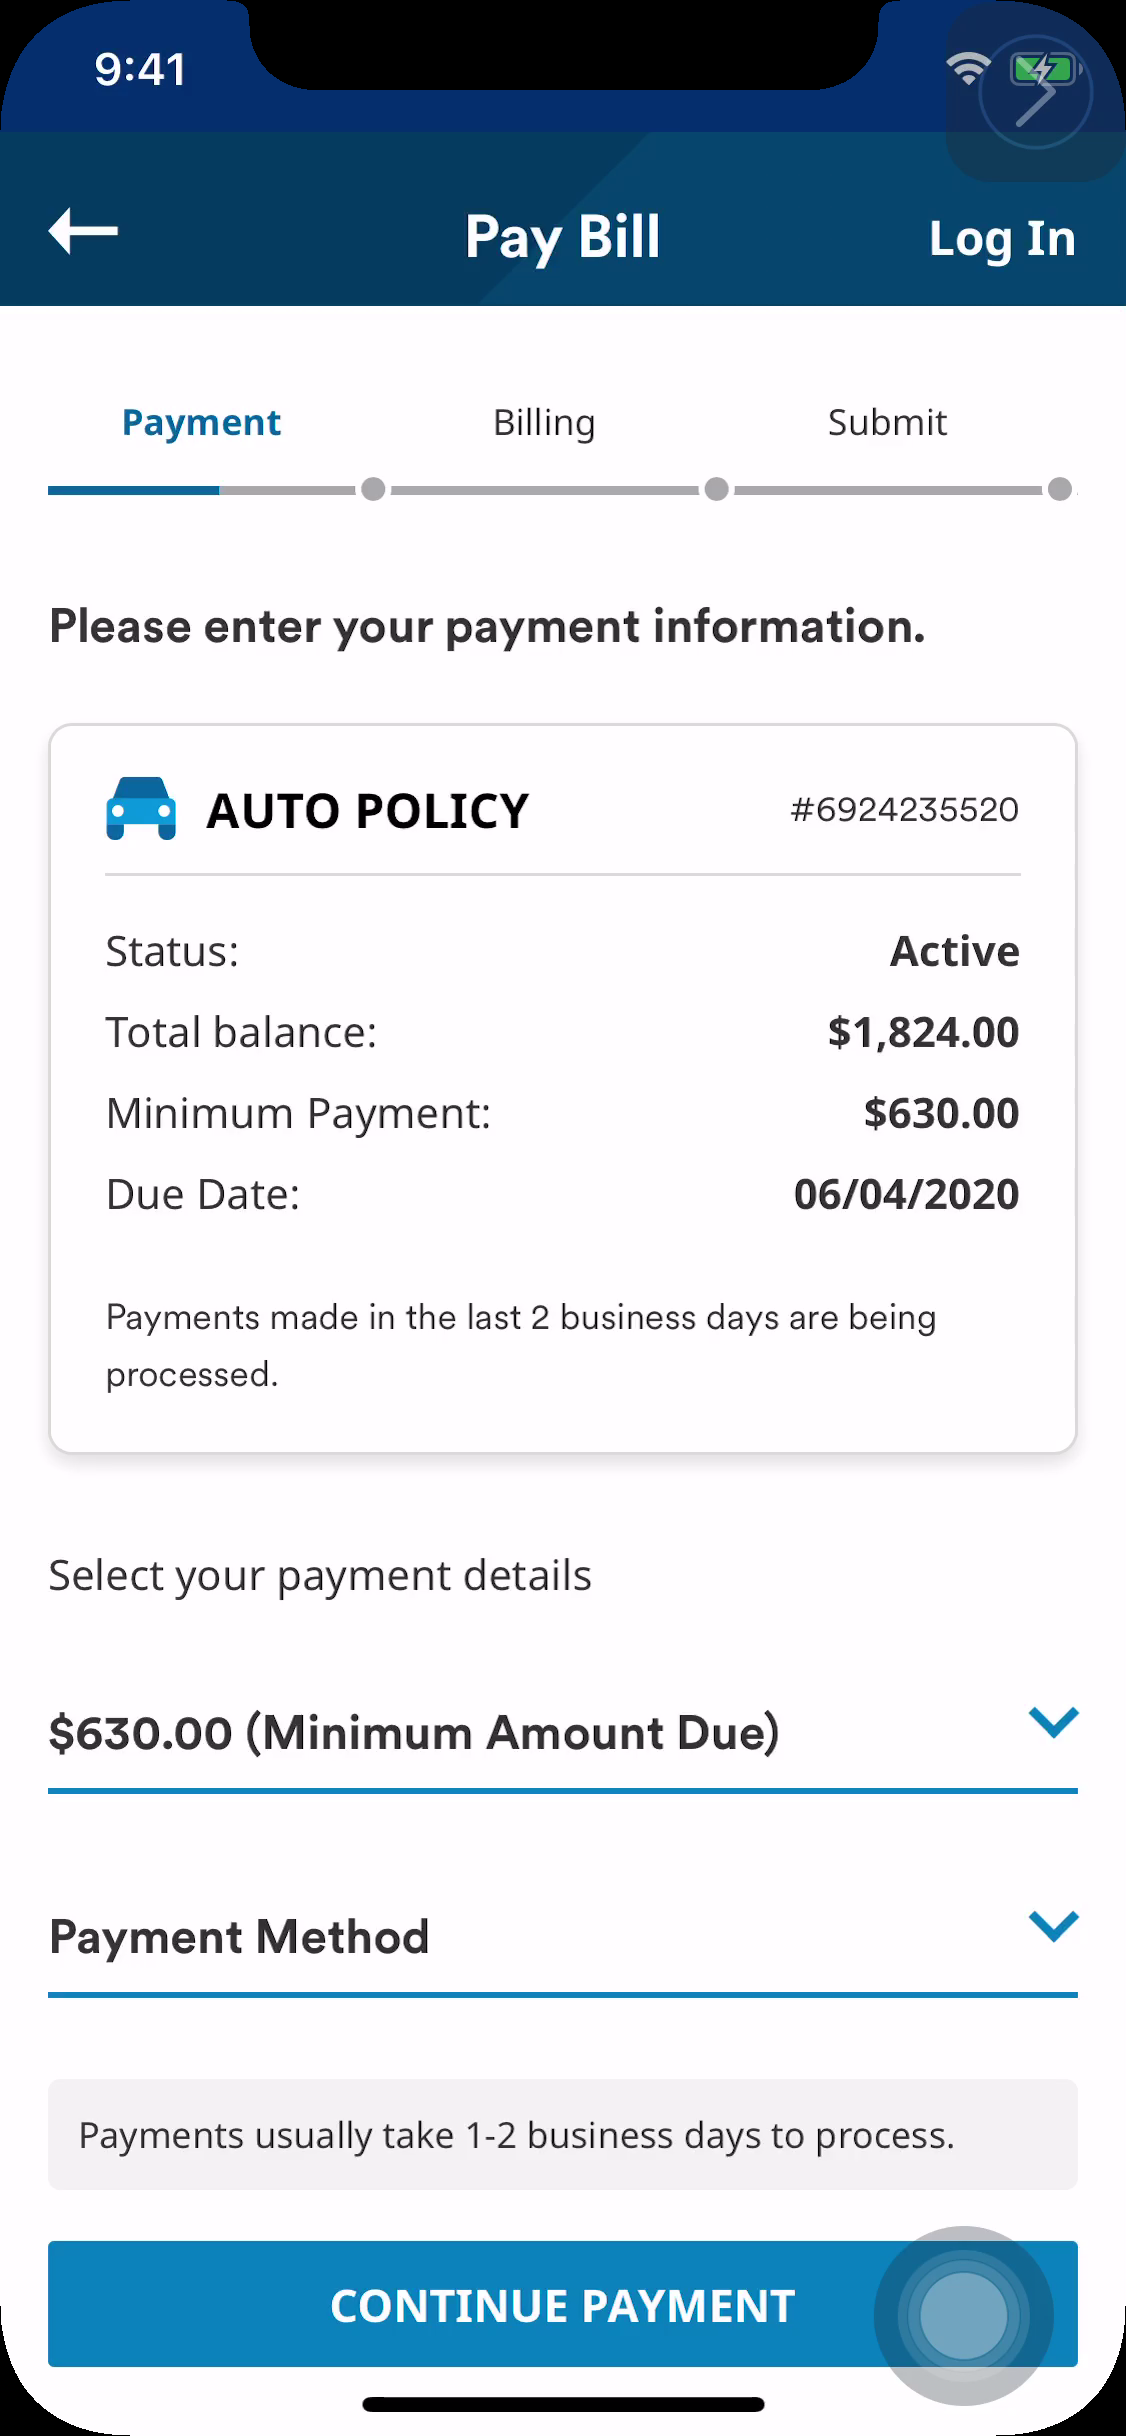 9:41
Pay Bill
Log In
Payment
Billing
Submit
Please enter your payment information.
AUTO POLICY
#6924235520
Status:
Active
Total balance:
$1,824.00
Minimum Payment:
$630.00
Due Date:
06/04/2020
Payments made in the last 2 business days are being
processed.
Select your payment details
$630.00 (Minimum Amount Due)
Payment Method
Payments usually take 1-2 business days to process.
CONTINUE PAYMENT